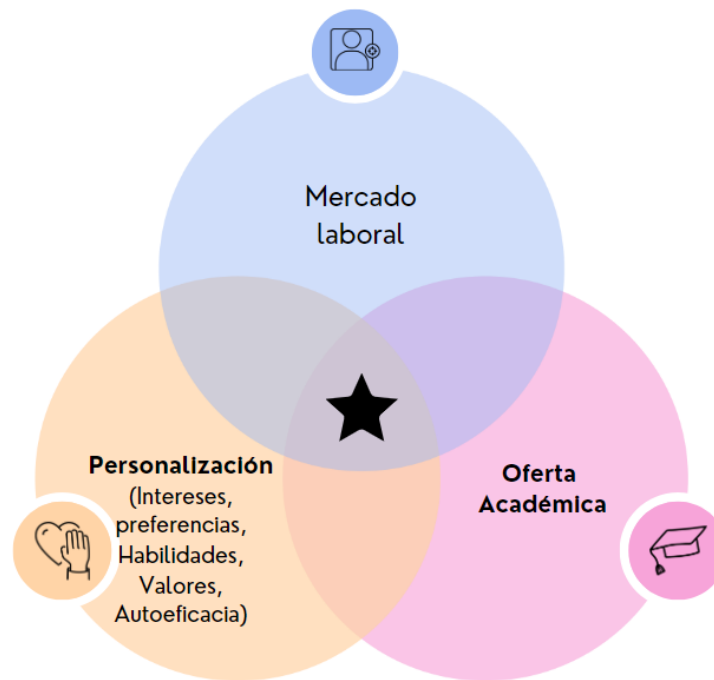 Mercado
laboral
Personalización
(Intereses,
preferencias,
Habilidades,
Valores,
Autoeficacia)
Oferta
Académica